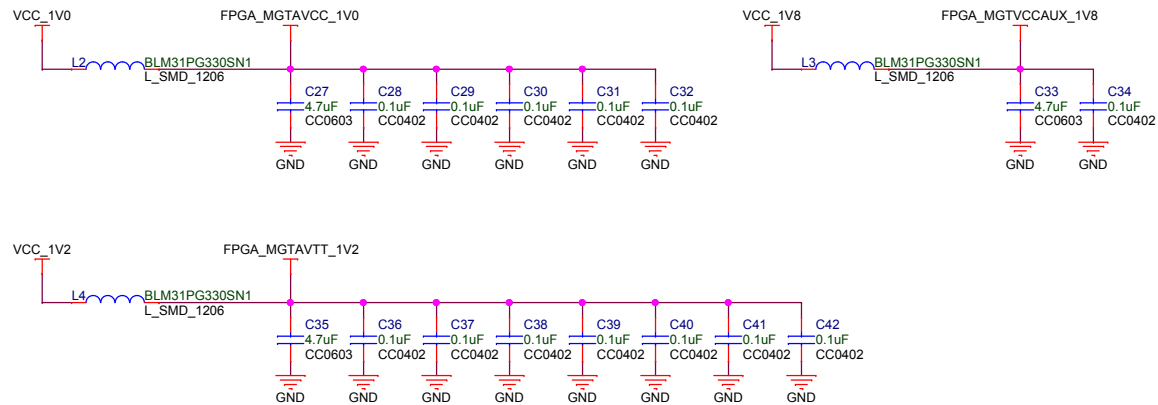 VCC_1V0
FPGA_MGTAVCC_1V0
L2
BLM31PG330SN1
L_SMD_1206
C27
4.7uF
CC0603
GND
C28
0.1uF
CC0402
GND
C29
0.1uF
CC0402
GND
C30
0.1uF
CC0402
GND
C31
0.1uF
CC0402
GND
C32
0.1uF
CC0402
GND
VCC_1V8
FPGA_MGTVCCAUX_1V8
L3
BLM31PG330SN1
L_SMD_1206
C33
4.7uF
CC0603
GND
C34
0.1uF
CC0402
GND
VCC_1V2
FPGA_MGTAVTT_1V2
L4
BLM31PG330SN1
L_SMD_1206
C35
4.7uF
CC0603
GND
C36
0.1uF
CC0402
GND
C37
0.1uF
CC0402
GND
C38
0.1uF
CC0402
GND
C39
0.1uF
CC0402
GND
C40
0.1uF
CC0402
GND
C41
0.1uF
CC0402
GND
C42
0.1uF
CC0402
GND